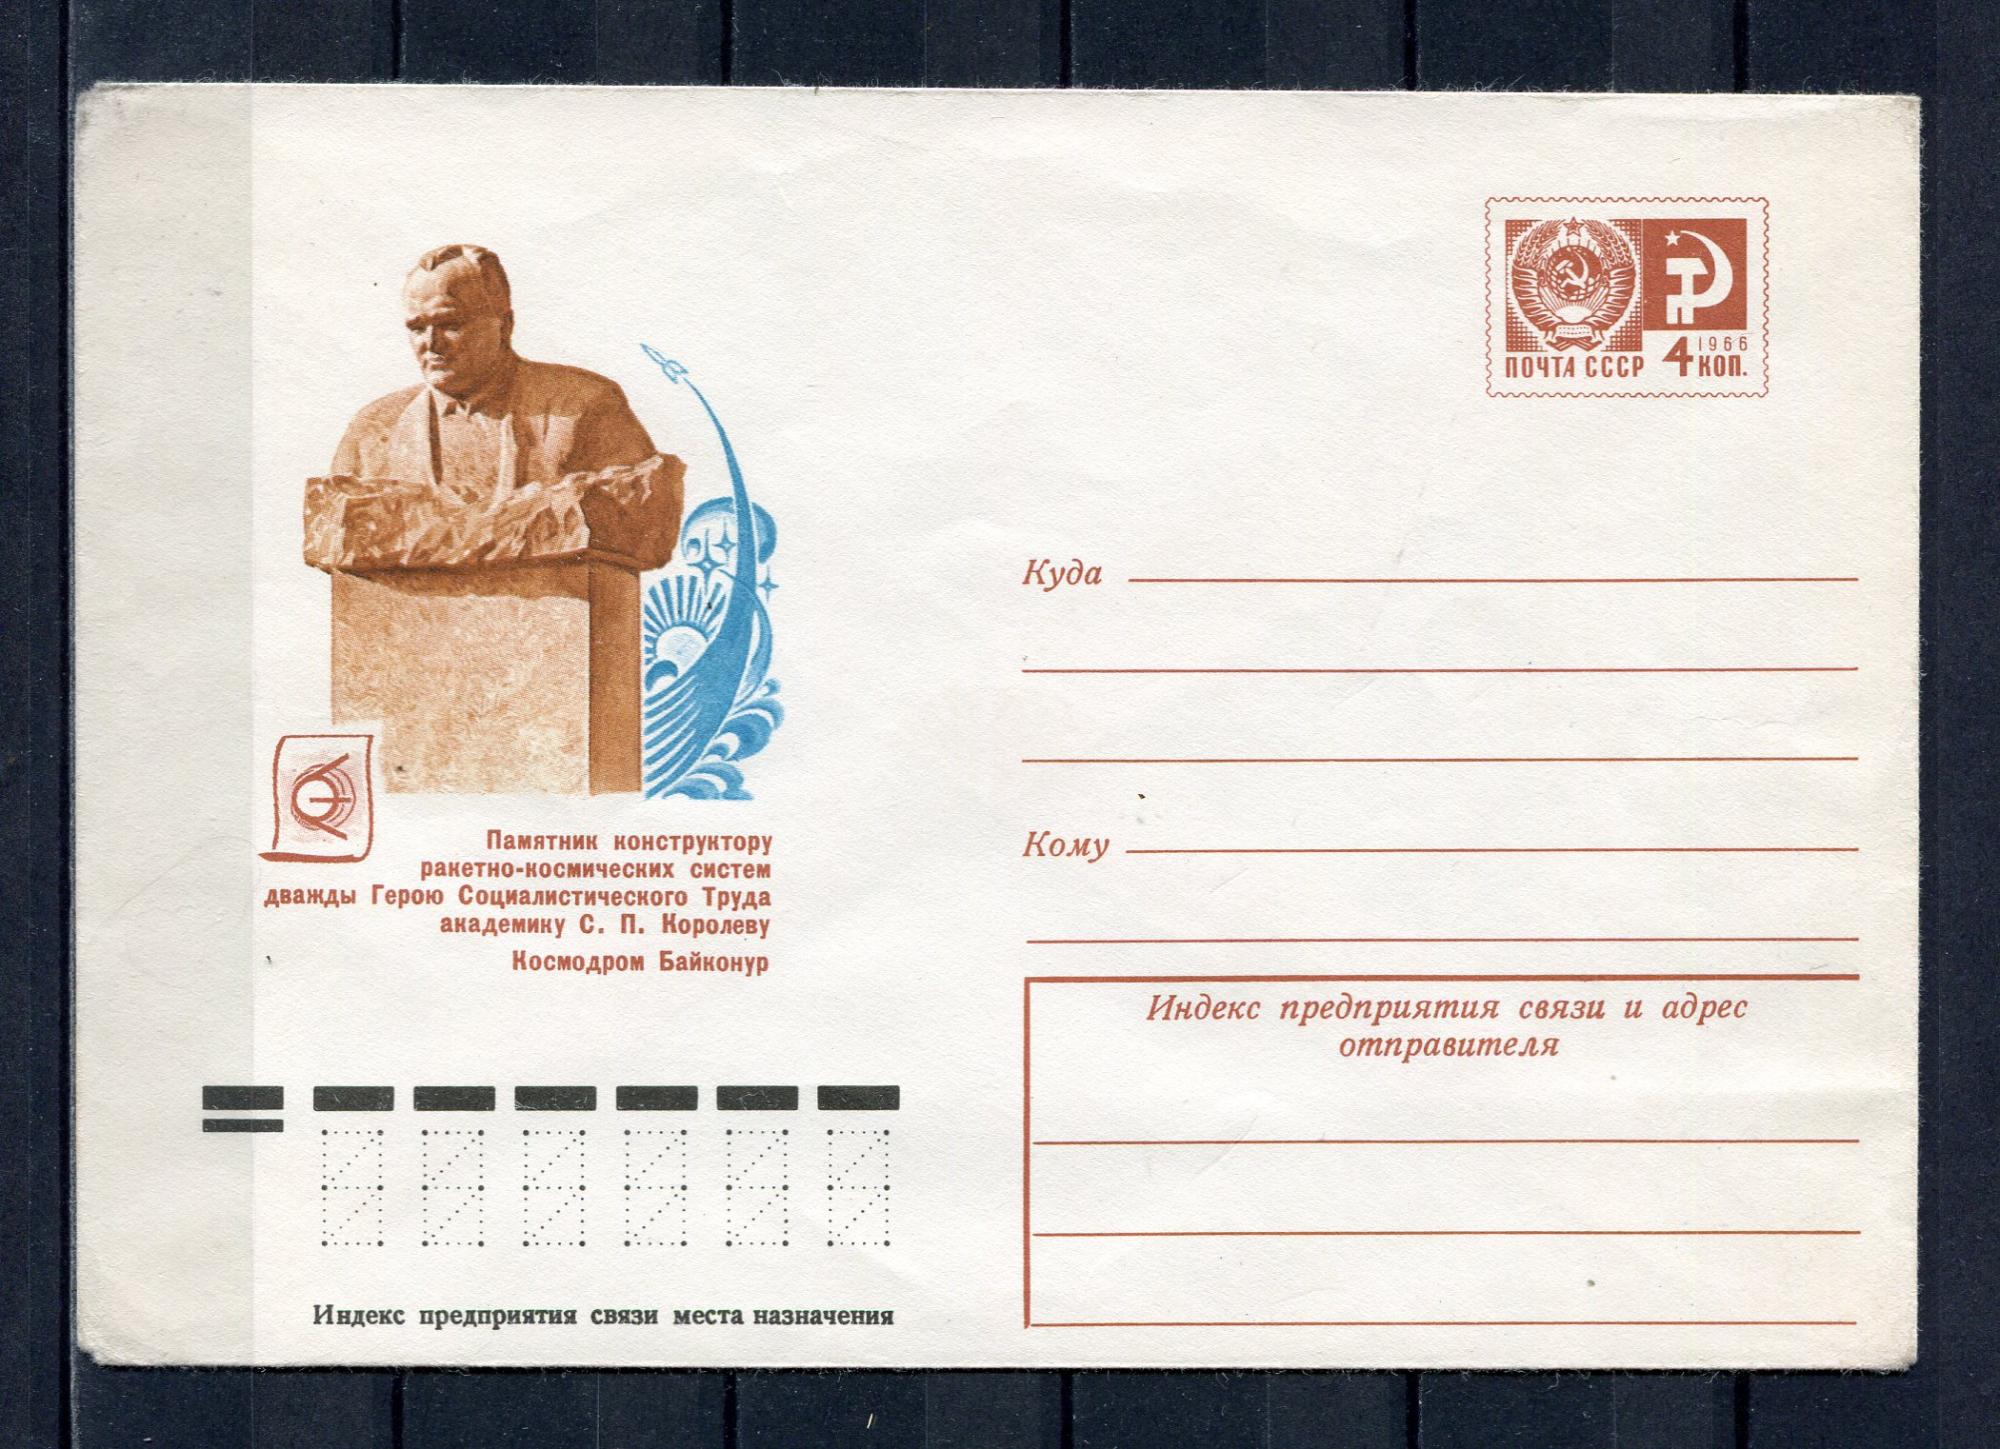 1966
ПОЧТА СССР 4 КОП.
Куда
Кому
Памятник конструктору
ракетно-космических систем
дважды Герою Социалистического Труда
академику С. П. Королеву
Космодром Байконур
Индекс предприятия связи и адрес
отправителя
Индекс предприятия связи места назначения